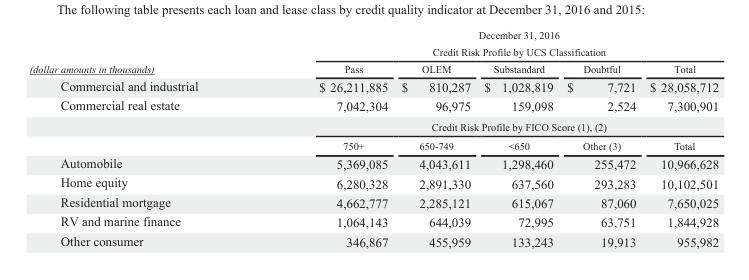 The following table presents each loan and lease class by credit quality indicator at December 31, 2016 and 2015:
December 31, 2016
Credit Risk Profile by UCS Classification
(dollar amounts in thousands) Pass OLEM Substandard Doubtful Total
Commercial and industrial $ 26,211,885 $ 810,287 $ 1,028,819 $ 7,721 $ 28,058,712
Commercial real estate 7,042,304 96,975 159,098 2,524 7,300,901
Credit Risk Profile by FICO Score (1), (2)
750+ 650-749 <650 Other (3) Total
Automobile 5,369,085 4,043,611 1,298,460 255,472 10,966,628
Home equity 6,280,328 2,891,330 637,560 293,283 10,102,501
Residential mortgage 4,662,777 2,285,121 615,067 87,060 7,650,025
RV and marine finance 1,064,143 644,039 72,995 63,751 1,844,928
Other consumer 346,867 455,959 133,243 19,913 955,982